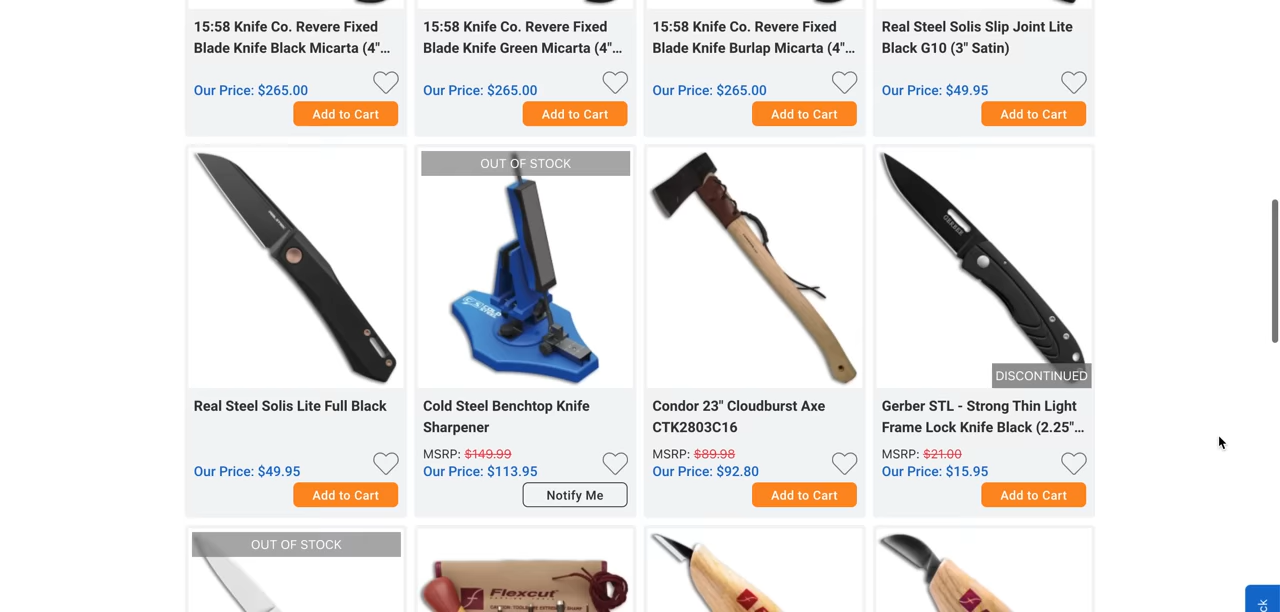 15:58 Knife Co. Revere Fixed
Blade Knife Black Micarta (4"...
Our Price: $265.00
Add to Cart
15:58 Knife Co. Revere Fixed
Blade Knife Green Micarta (4"...
Our Price: $265.00
Add to Cart
15:58 Knife Co. Revere Fixed
Blade Knife Burlap Micarta (4"...
Our Price: $265.00
Add to Cart
Real Steel Solis Slip Joint Lite
Black G10 (3" Satin)
Our Price: $49.95
Add to Cart
Real Steel Solis Lite Full Black
Our Price: $49.95
Add to Cart
OUT OF STOCK
Cold Steel Benchtop Knife
Sharpener
MSRP: $149.99
Our Price: $113.95
Notify Me
Condor 23" Cloudburst Axe
CTK2803C16
MSRP: $89.98
Our Price: $92.80
Add to Cart
GERBER
DISCONTINUED
Gerber STL - Strong Thin Light
Frame Lock Knife Black (2.25"...
MSRP: $21.00
Our Price: $15.95
Add to Cart
OUT OF STOCK
Flexcut